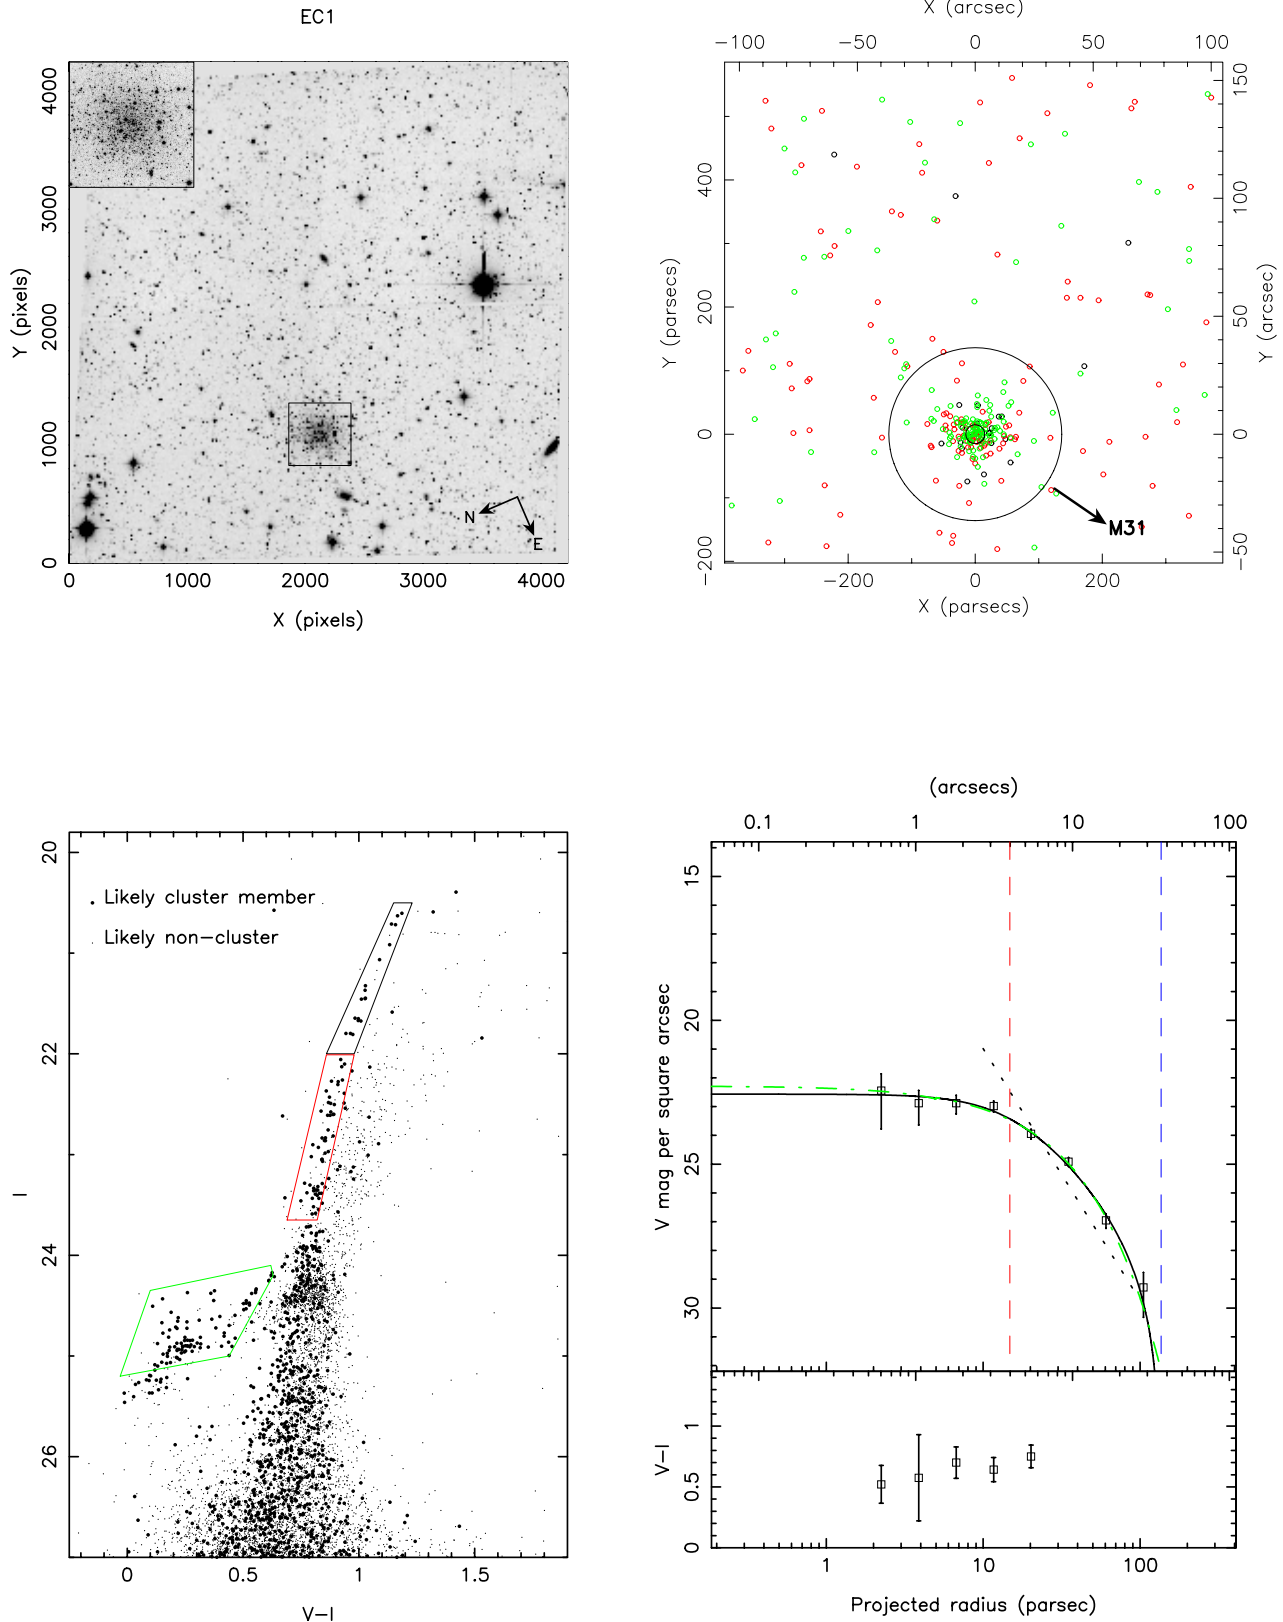 EC1
4000
3000
2000
1000
0
Y (pixels)
N
E
0
1000
2000
3000
4000
X (pixels)
X (arcsec)
-100
-50
0
50
100
400
200
0
-200
Y (parsecs)
150
100
50
0
-50
Y (arcsec)
M31
-200
0
200
X (parsecs)
20
22
24
26
I
Likely cluster member
Likely non-cluster
0
0.5
1
1.5
V-I
(arcsecs)
0.1
1
10
100
15
20
25
30
V mag per square arcsec
1
0.5
0
V-I
1
10
100
Projected radius (parsec)